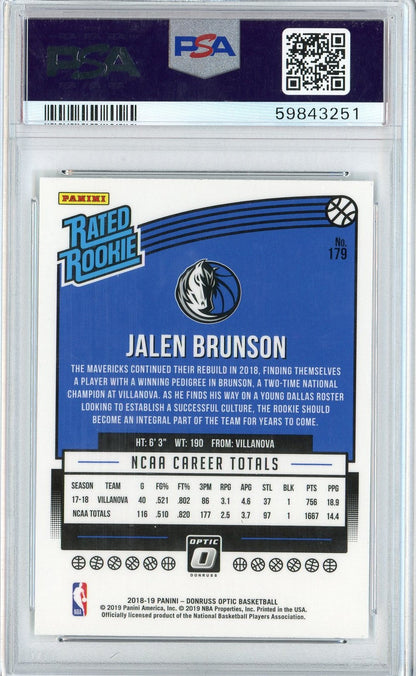 PSA
PSA
59843251
PANINI
RATED
ROOKIE
No.
179
JALEN BRUNSON
THE MAVERICKS CONTINUED THEIR REBUILD IN 2018, FINDING THEMSELVES
A PLAYER WITH A WINNING PEDIGREE IN BRUNSON, A TWO-TIME NATIONAL
CHAMPION AT VILLANOVA. AS HE FINDS HIS WAY ON A YOUNG DALLAS ROSTER
LOOKING TO ESTABLISH A SUCCESSFUL CULTURE, THE ROOKIE SHOULD
BECOME AN INTEGRAL PART OF THE TEAM FOR YEARS TO COME.
HT: 6' 3" WT: 190 FROM: VILLANOVA
NCAA CAREER TOTALS
SEASON TEAM G FG% FT% 3PM RPG APG STL BLK PTS PPG
17-18 VILLANOVA 40 .521 .802 86 3.1 4.6 37 1 756 18.9
NCAA TOTALS 116 .510 .820 177 2.5 3.7 97 1 1667 14.4
OPTIC
O
DONRUSS
NBA
2018-19 PANINI – DONRUSS OPTIC BASKETBALL
© 2019 Panini America, Inc. © 2019 NBA Properties, Inc. Printed in the USA.
Officially licensed product of the National Basketball Players Association.